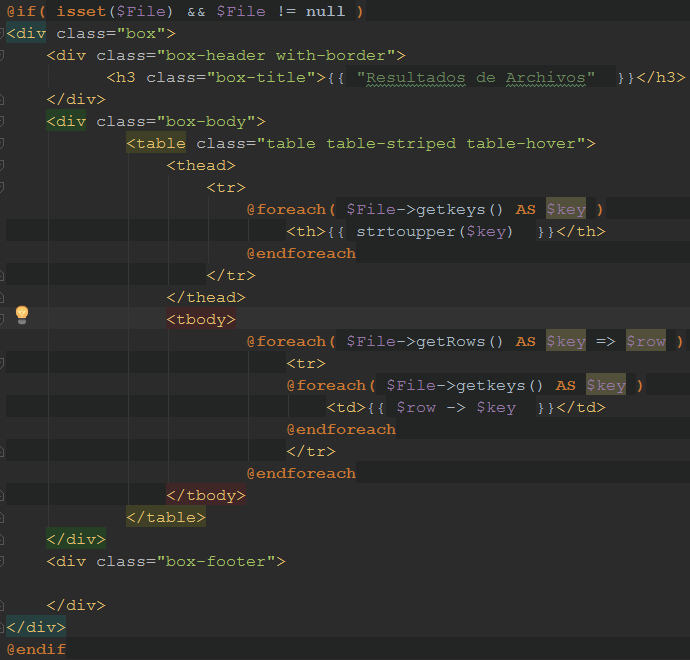 @if( isset($File) && $File != null )
<div class="box">
    <div class="box-header with-border">
          <h3 class="box-title">{{ "Resultados de Archivos"  }}</h3>
    </div>
    <div class="box-body">
            <table class="table table-striped table-hover">
                <thead>
                    <tr>
                        @foreach( $File->getkeys() AS $key )
                            <th>{{ strtoupper($key)  }}</th>
                        @endforeach
                    </tr>
                </thead>
                <tbody>
                        @foreach( $File->getRows() AS $key => $row )
                            <tr>
                            @foreach( $File->getkeys() AS $key )
                                <td>{{ $row -> $key  }}</td>
                            @endforeach
                            </tr>
                        @endforeach
                </tbody>
            </table>
    </div>
    <div class="box-footer">

    </div>
</div>
@endif